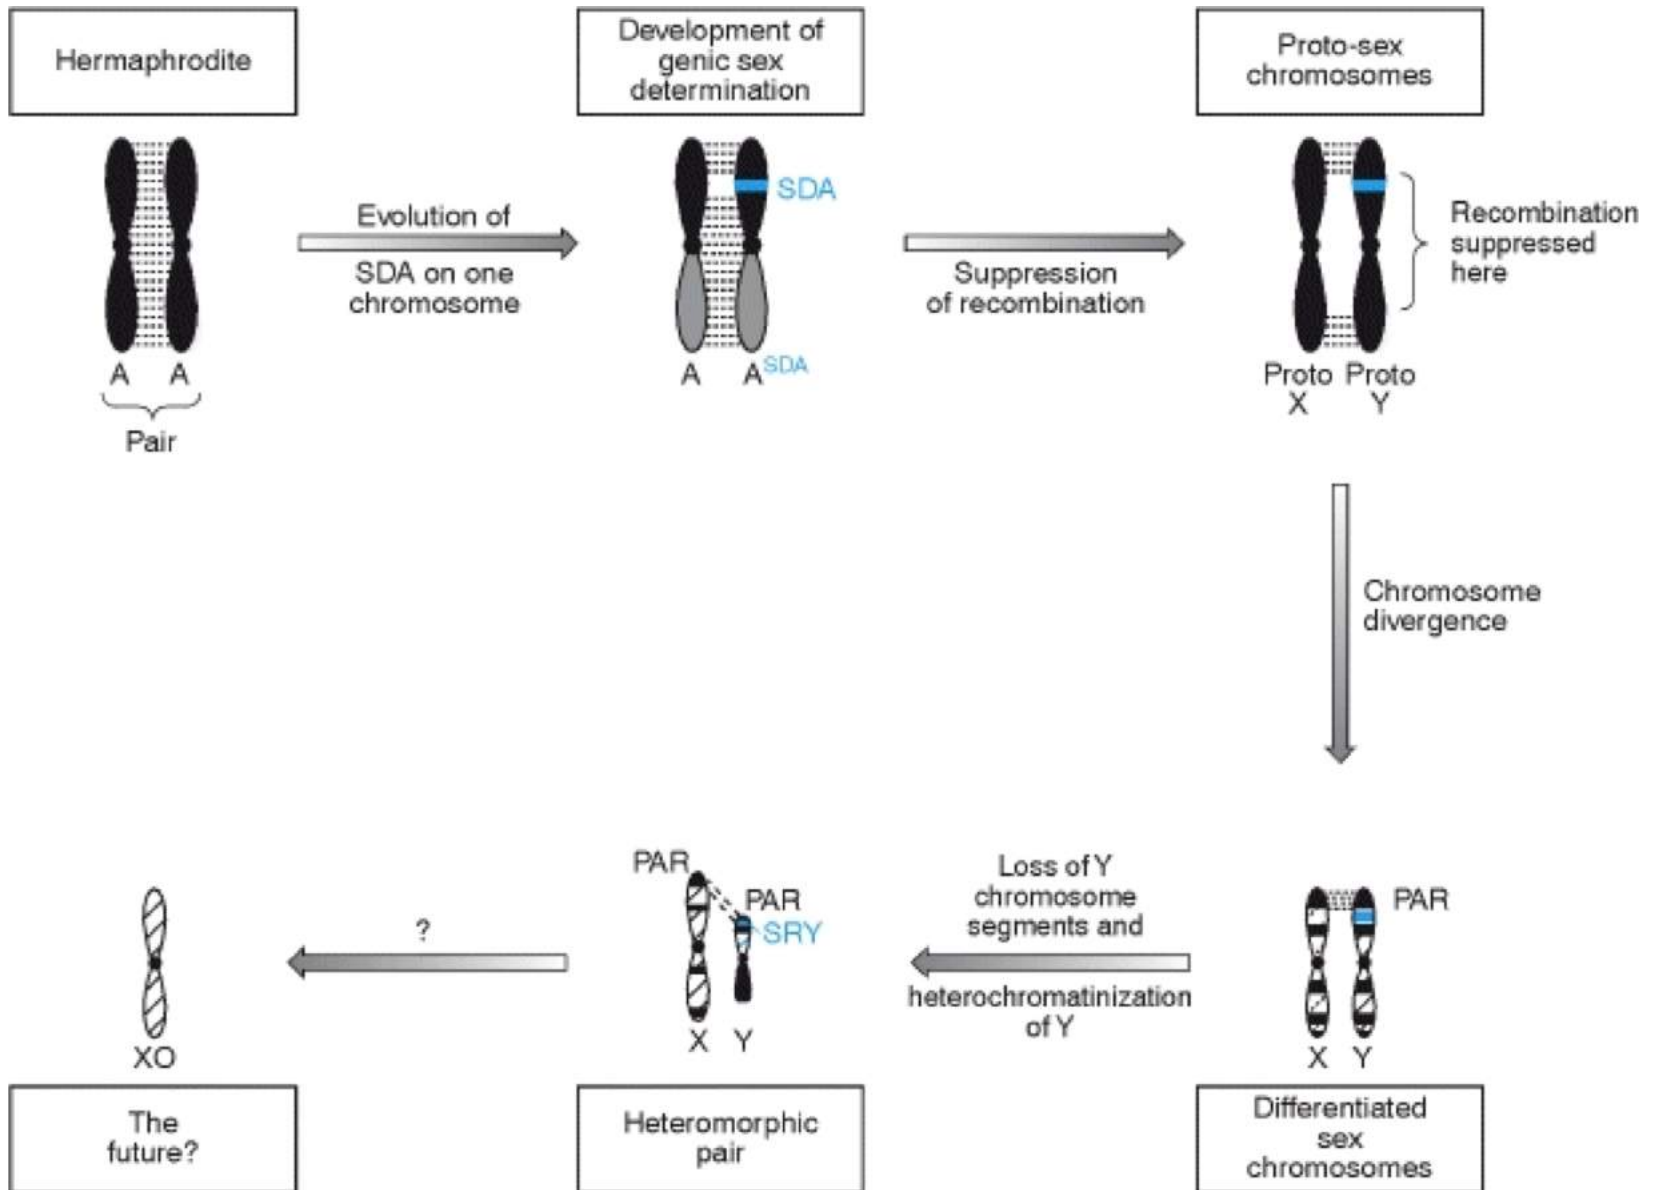 Hermaphrodite
A A
Pair
Evolution of
SDA on one
chromosome
Development of
genic sex
determination
SDA
A A^SDA
Suppression
of recombination
Proto-sex
chromosomes
Recombination
suppressed
here
Proto Proto
X Y
Chromosome
divergence
PAR
X Y
Differentiated
sex
chromosomes
Loss of Y
chromosome
segments and
heterochromatinization
of Y
PAR
PAR
SRY
X Y
Heteromorphic
pair
?
XO
The
future?